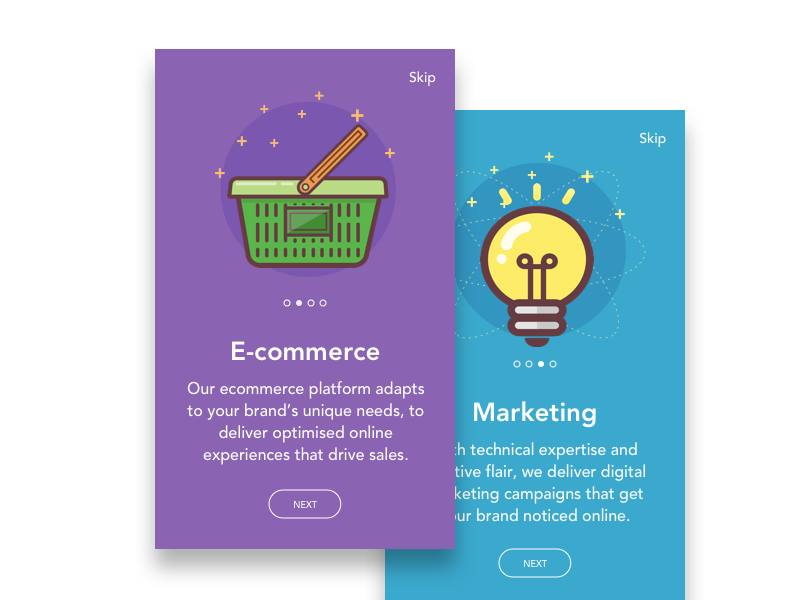 Skip
E-commerce
Our ecommerce platform adapts
to your brand’s unique needs, to
deliver optimised online
experiences that drive sales.
NEXT
Skip
Marketing
technical expertise and
flair, we deliver digital
campaigns that get
brand noticed online.
NEXT